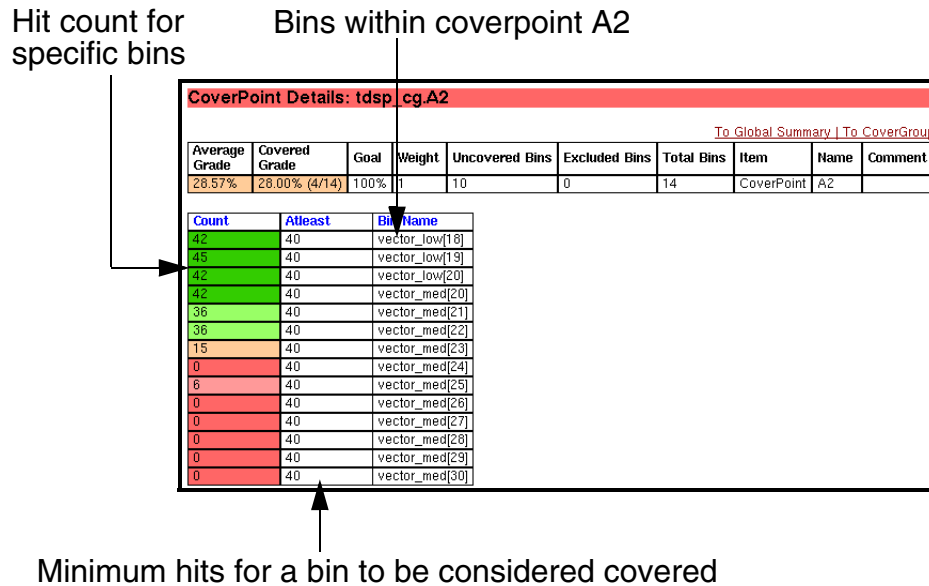 Hit count for
specific bins
Bins within coverpoint A2
CoverPoint Details: tdsp_cg.A2
To Global Summary | To CoverGroup
Average Grade Covered Grade Goal Weight Uncovered Bins Excluded Bins Total Bins Item Name Comment
28.57% 28.00% (4/14) 100% 1 10 0 14 CoverPoint A2
Count Atleast Bin Name
42 40 vector_low[18]
45 40 vector_low[19]
42 40 vector_low[20]
42 40 vector_med[20]
36 40 vector_med[21]
36 40 vector_med[22]
15 40 vector_med[23]
0 40 vector_med[24]
6 40 vector_med[25]
0 40 vector_med[26]
0 40 vector_med[27]
0 40 vector_med[28]
0 40 vector_med[29]
0 40 vector_med[30]
Minimum hits for a bin to be considered covered